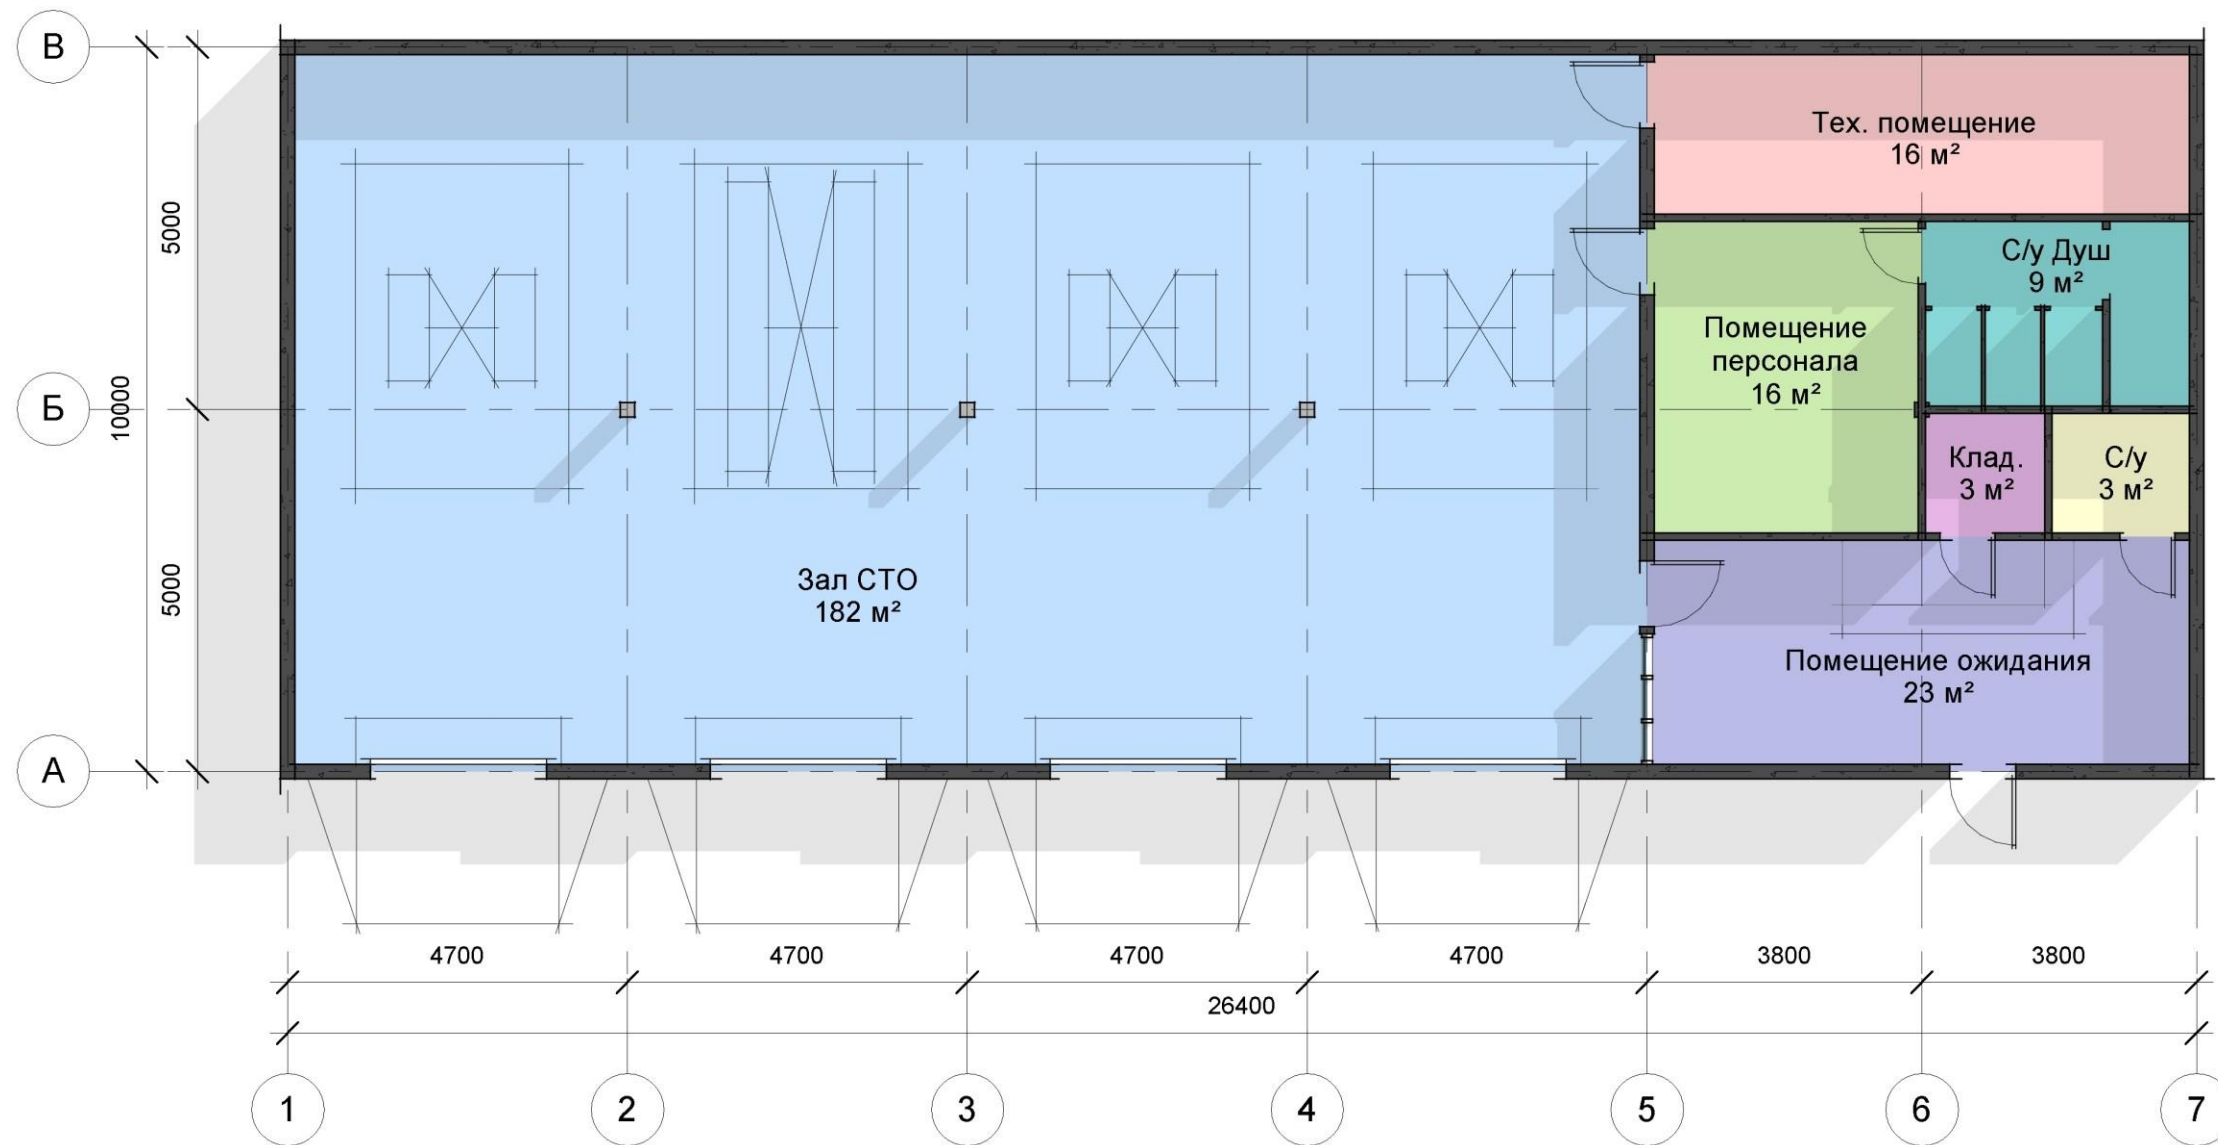 В
Тех. помещение
16 м²
5000
С/у Душ
9 м²
Помещение
персонала
16 м²
Б
10000
Клад.
3 м²
С/у
3 м²
5000
Зал СТО
182 м²
Помещение ожидания
23 м²
А
4700
4700
4700
4700
3800
3800
26400
1
2
3
4
5
6
7